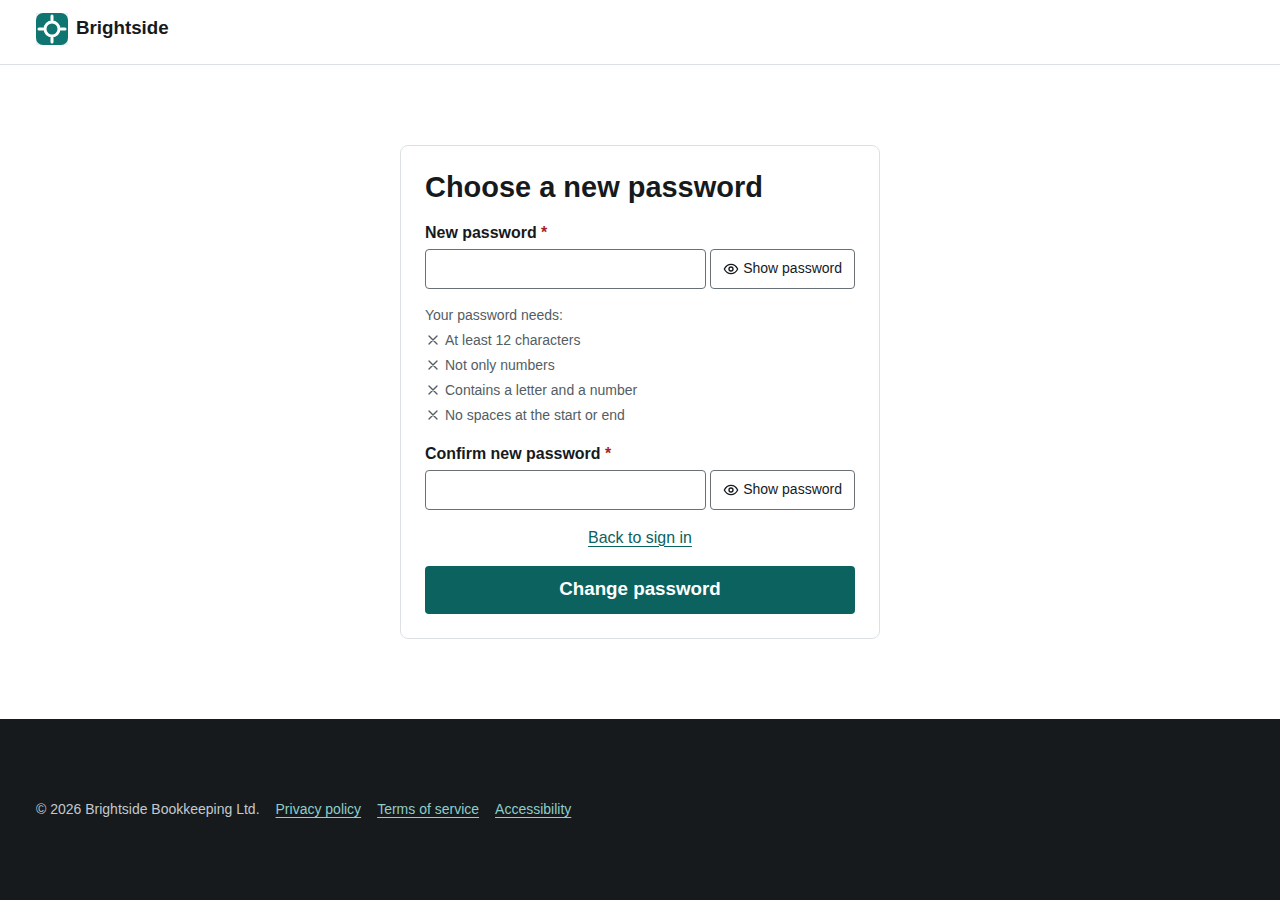 Brightside
Choose a new password
New password *
Show password
Your password needs:
At least 12 characters
Not only numbers
Contains a letter and a number
No spaces at the start or end
Confirm new password *
Show password
Back to sign in
Change password
© 2026 Brightside Bookkeeping Ltd. Privacy policy Terms of service Accessibility